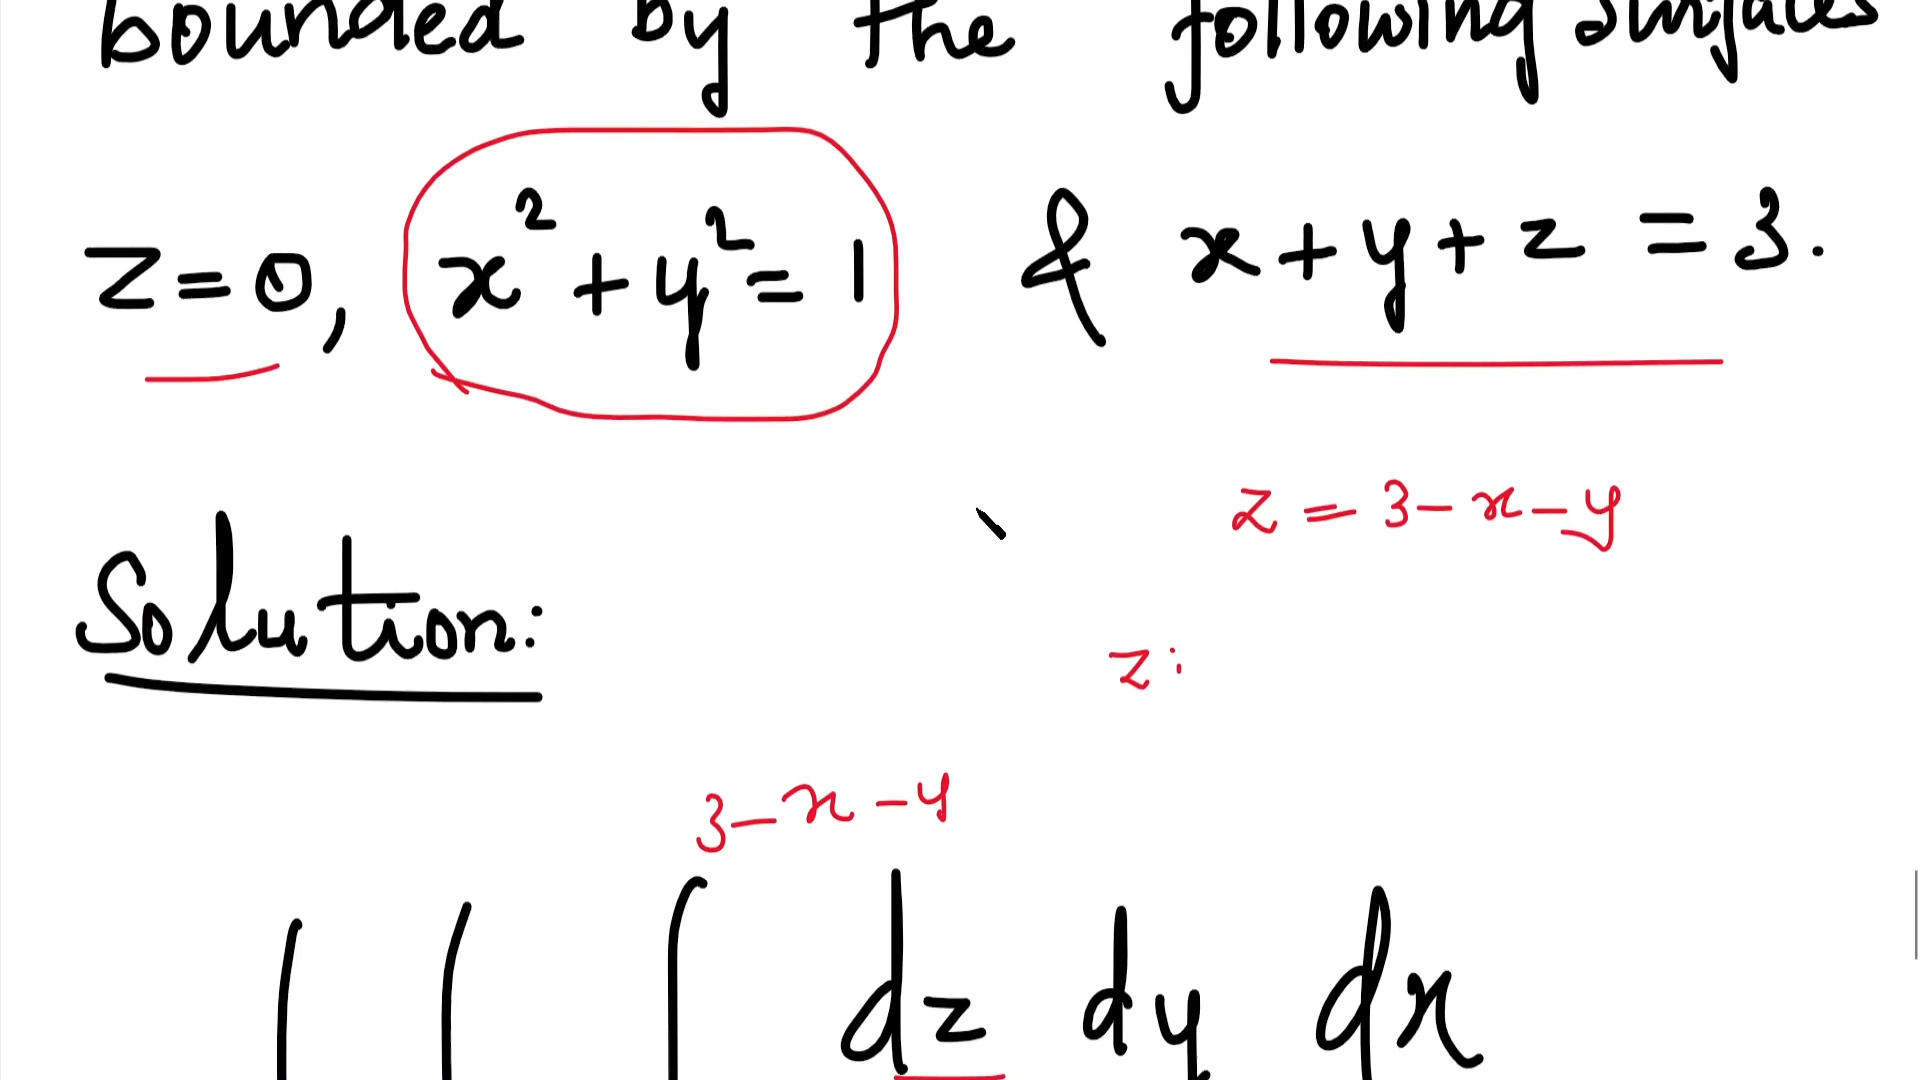 bounded by the following surfaces
z=0, x²+y²=1 & x+y+z=3.
z=3-x-y
Solution:
z:
3-x-y
∫ ∫ ∫ dz dy dx